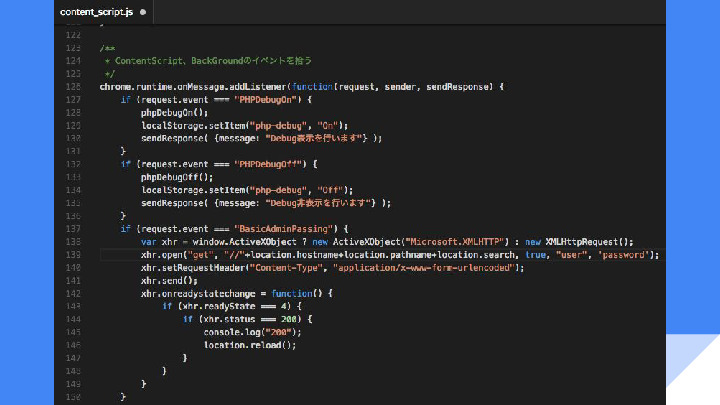 content_script.js
122
123 /**
124 * ContentScript、BackGroundのイベントを拾う
125 */
126 chrome.runtime.onMessage.addListener(function(request, sender, sendResponse) {
127 if (request.event === "PHPDebugOn") {
128 phpDebugOn();
129 localStorage.setItem("php-debug", "On");
130 sendResponse( {message: "Debug表示を行います"} );
131 }
132 if (request.event === "PHPDebugOff") {
133 phpDebugOff();
134 localStorage.setItem("php-debug", "Off");
135 sendResponse( {message: "Debug非表示を行います"} );
136 }
137 if (request.event === "BasicAdminPassing") {
138 var xhr = window.ActiveXObject ? new ActiveXObject("Microsoft.XMLHTTP") : new XMLHttpRequest();
139 xhr.open("get", "//"+location.hostname+location.pathname+location.search, true, "user", 'password');
140 xhr.setRequestHeader("Content-Type", "application/x-www-form-urlencoded");
141 xhr.send();
142 xhr.onreadystatechange = function() {
143 if (xhr.readyState === 4) {
144 if (xhr.status === 200) {
145 console.log("200");
146 location.reload();
147 }
148 }
149 }
150 }